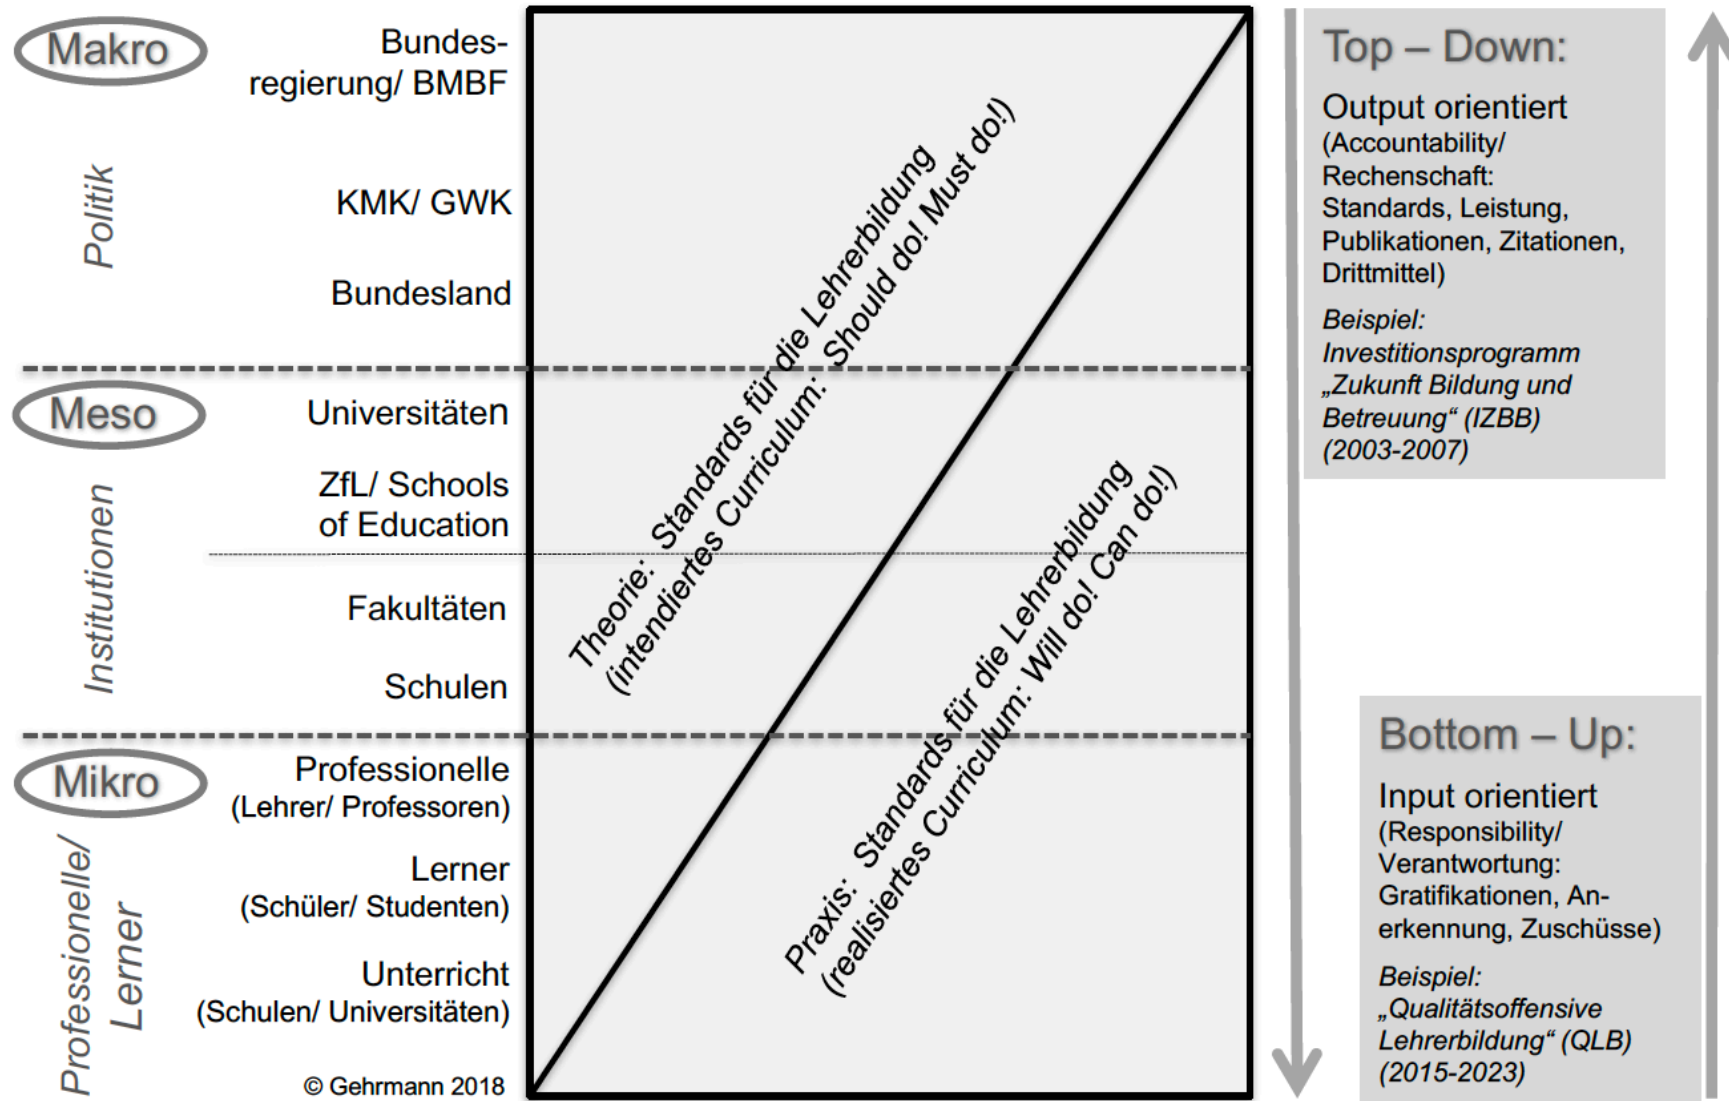 Makro
Politik
Bundes-
regierung/ BMBF
KMK/ GWK
Bundesland
Meso
Institutionen
Universitäten
ZfL/ Schools
of Education
Fakultäten
Schulen
Mikro
Professionelle/
Lerner
Professionelle
(Lehrer/ Professoren)
Lerner
(Schüler/ Studenten)
Unterricht
(Schulen/ Universitäten)
© Gehrmann 2018
Theorie: Standards für die Lehrerbildung
(intendiertes Curriculum: Should do! Must do!)
Praxis: Standards für die Lehrerbildung
(realisiertes Curriculum: Will do! Can do!)
Top – Down:
Output orientiert
(Accountability/
Rechenschaft:
Standards, Leistung,
Publikationen, Zitationen,
Drittmittel)
Beispiel:
Investitionsprogramm
„Zukunft Bildung und
Betreuung“ (IZBB)
(2003-2007)
Bottom – Up:
Input orientiert
(Responsibility/
Verantwortung:
Gratifikationen, An-
erkennung, Zuschüsse)
Beispiel:
„Qualitätsoffensive
Lehrerbildung“ (QLB)
(2015-2023)